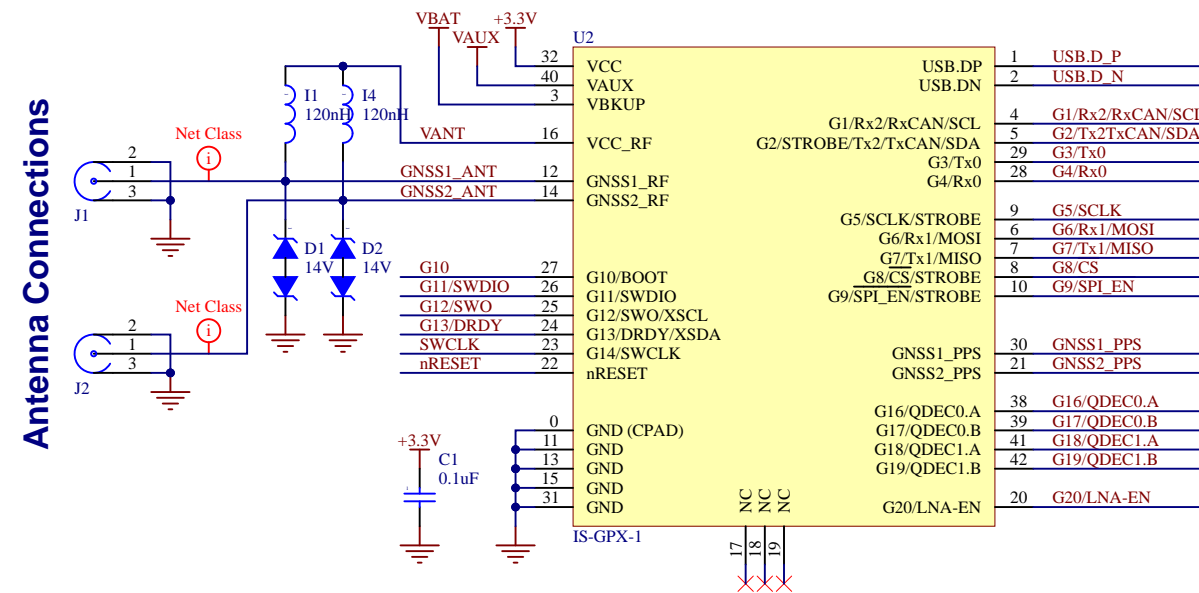 Antenna Connections
VBAT
VAUX
+3.3V
U2
I1
120nH
I4
120nH
VANT
Net Class
i
2
1
3
J1
GNSS1_ANT
GNSS2_ANT
D1
14V
D2
14V
Net Class
i
2
1
3
J2
G10
G11/SWDIO
G12/SWO
G13/DRDY
SWCLK
nRESET
+3.3V
C1
0.1uF
32 VCC
40 VAUX
3 VBKUP
16 VCC_RF
12 GNSS1_RF
14 GNSS2_RF
27 G10/BOOT
26 G11/SWDIO
25 G12/SWO/XSCL
24 G13/DRDY/XSDA
23 G14/SWCLK
22 nRESET
0 GND (CPAD)
11 GND
13 GND
15 GND
31 GND
IS-GPX-1
NC NC NC
17 18 19
USB.DP 1 USB.D_P
USB.DN 2 USB.D_N
G1/Rx2/RxCAN/SCL 4 G1/Rx2/RxCAN/SCL
G2/STROBE/Tx2/TxCAN/SDA 5 G2/Tx2TxCAN/SDA
G3/Tx0 29 G3/Tx0
G4/Rx0 28 G4/Rx0
G5/SCLK/STROBE 9 G5/SCLK
G6/Rx1/MOSI 6 G6/Rx1/MOSI
G7/Tx1/MISO 7 G7/Tx1/MISO
G8/CS/STROBE 8 G8/CS
G9/SPI_EN/STROBE 10 G9/SPI_EN
GNSS1_PPS 30 GNSS1_PPS
GNSS2_PPS 21 GNSS2_PPS
G16/QDEC0.A 38 G16/QDEC0.A
G17/QDEC0.B 39 G17/QDEC0.B
G18/QDEC1.A 41 G18/QDEC1.A
G19/QDEC1.B 42 G19/QDEC1.B
G20/LNA-EN 20 G20/LNA-EN